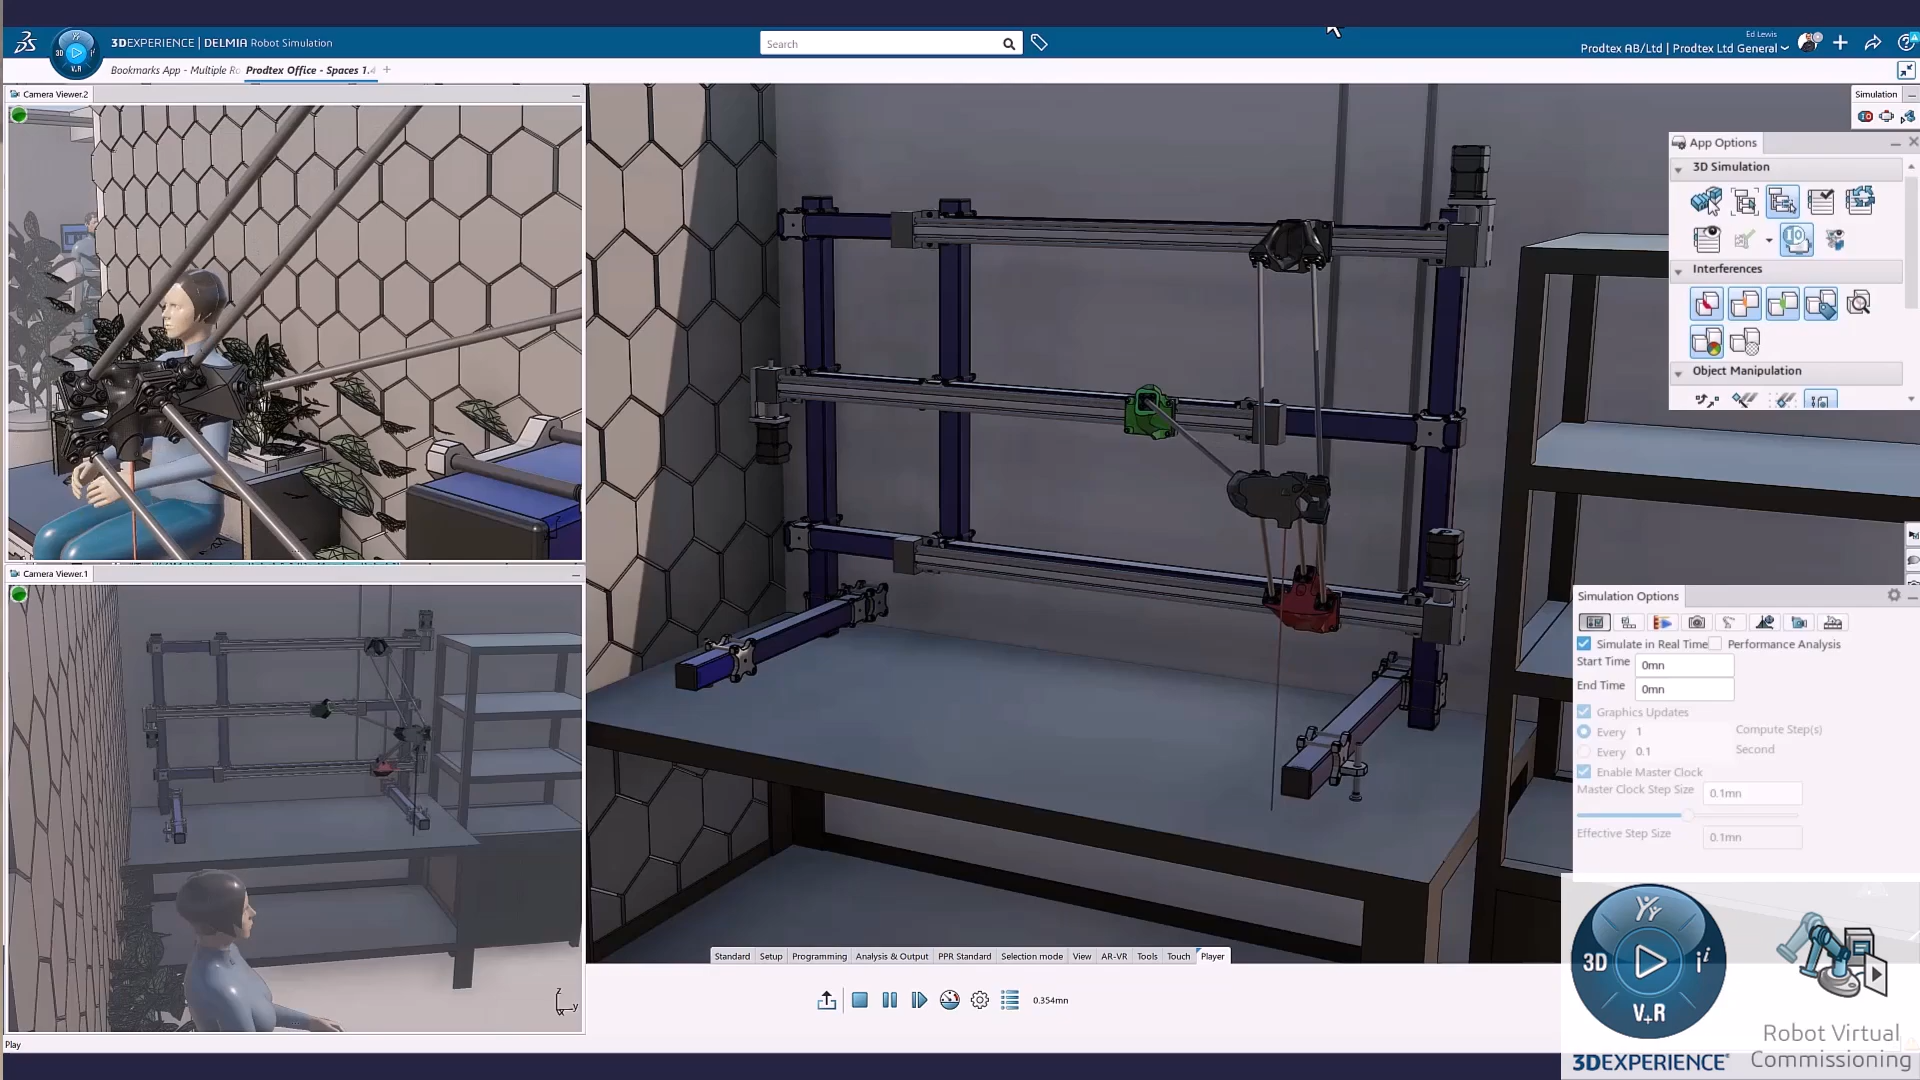 3DEXPERIENCE | DELMIA Robot Simulation
Search
Ed Lewis
Prodtex AB/Ltd | Prodtex Ltd General
3D
V.R
Bookmarks App - Multiple Ro
Prodtex Office - Spaces 1.
+
Camera Viewer.2
Simulation
App Options
3D Simulation
Interferences
Object Manipulation
Camera Viewer.1
z
y
x
Simulation Options
Simulate in Real Time
Performance Analysis
Start Time 0mn
End Time 0mn
Graphics Updates
Every 1 Compute Step(s)
Every 0.1 Second
Enable Master Clock
Master Clock Step Size 0.1mn
Effective Step Size 0.1mn
Standard Setup Programming Analysis & Output PPR Standard Selection mode View AR-VR Tools Touch Player
0.354mn
Play
3D
i
V+R
3DEXPERIENCE®
Robot Virtual
Commissioning